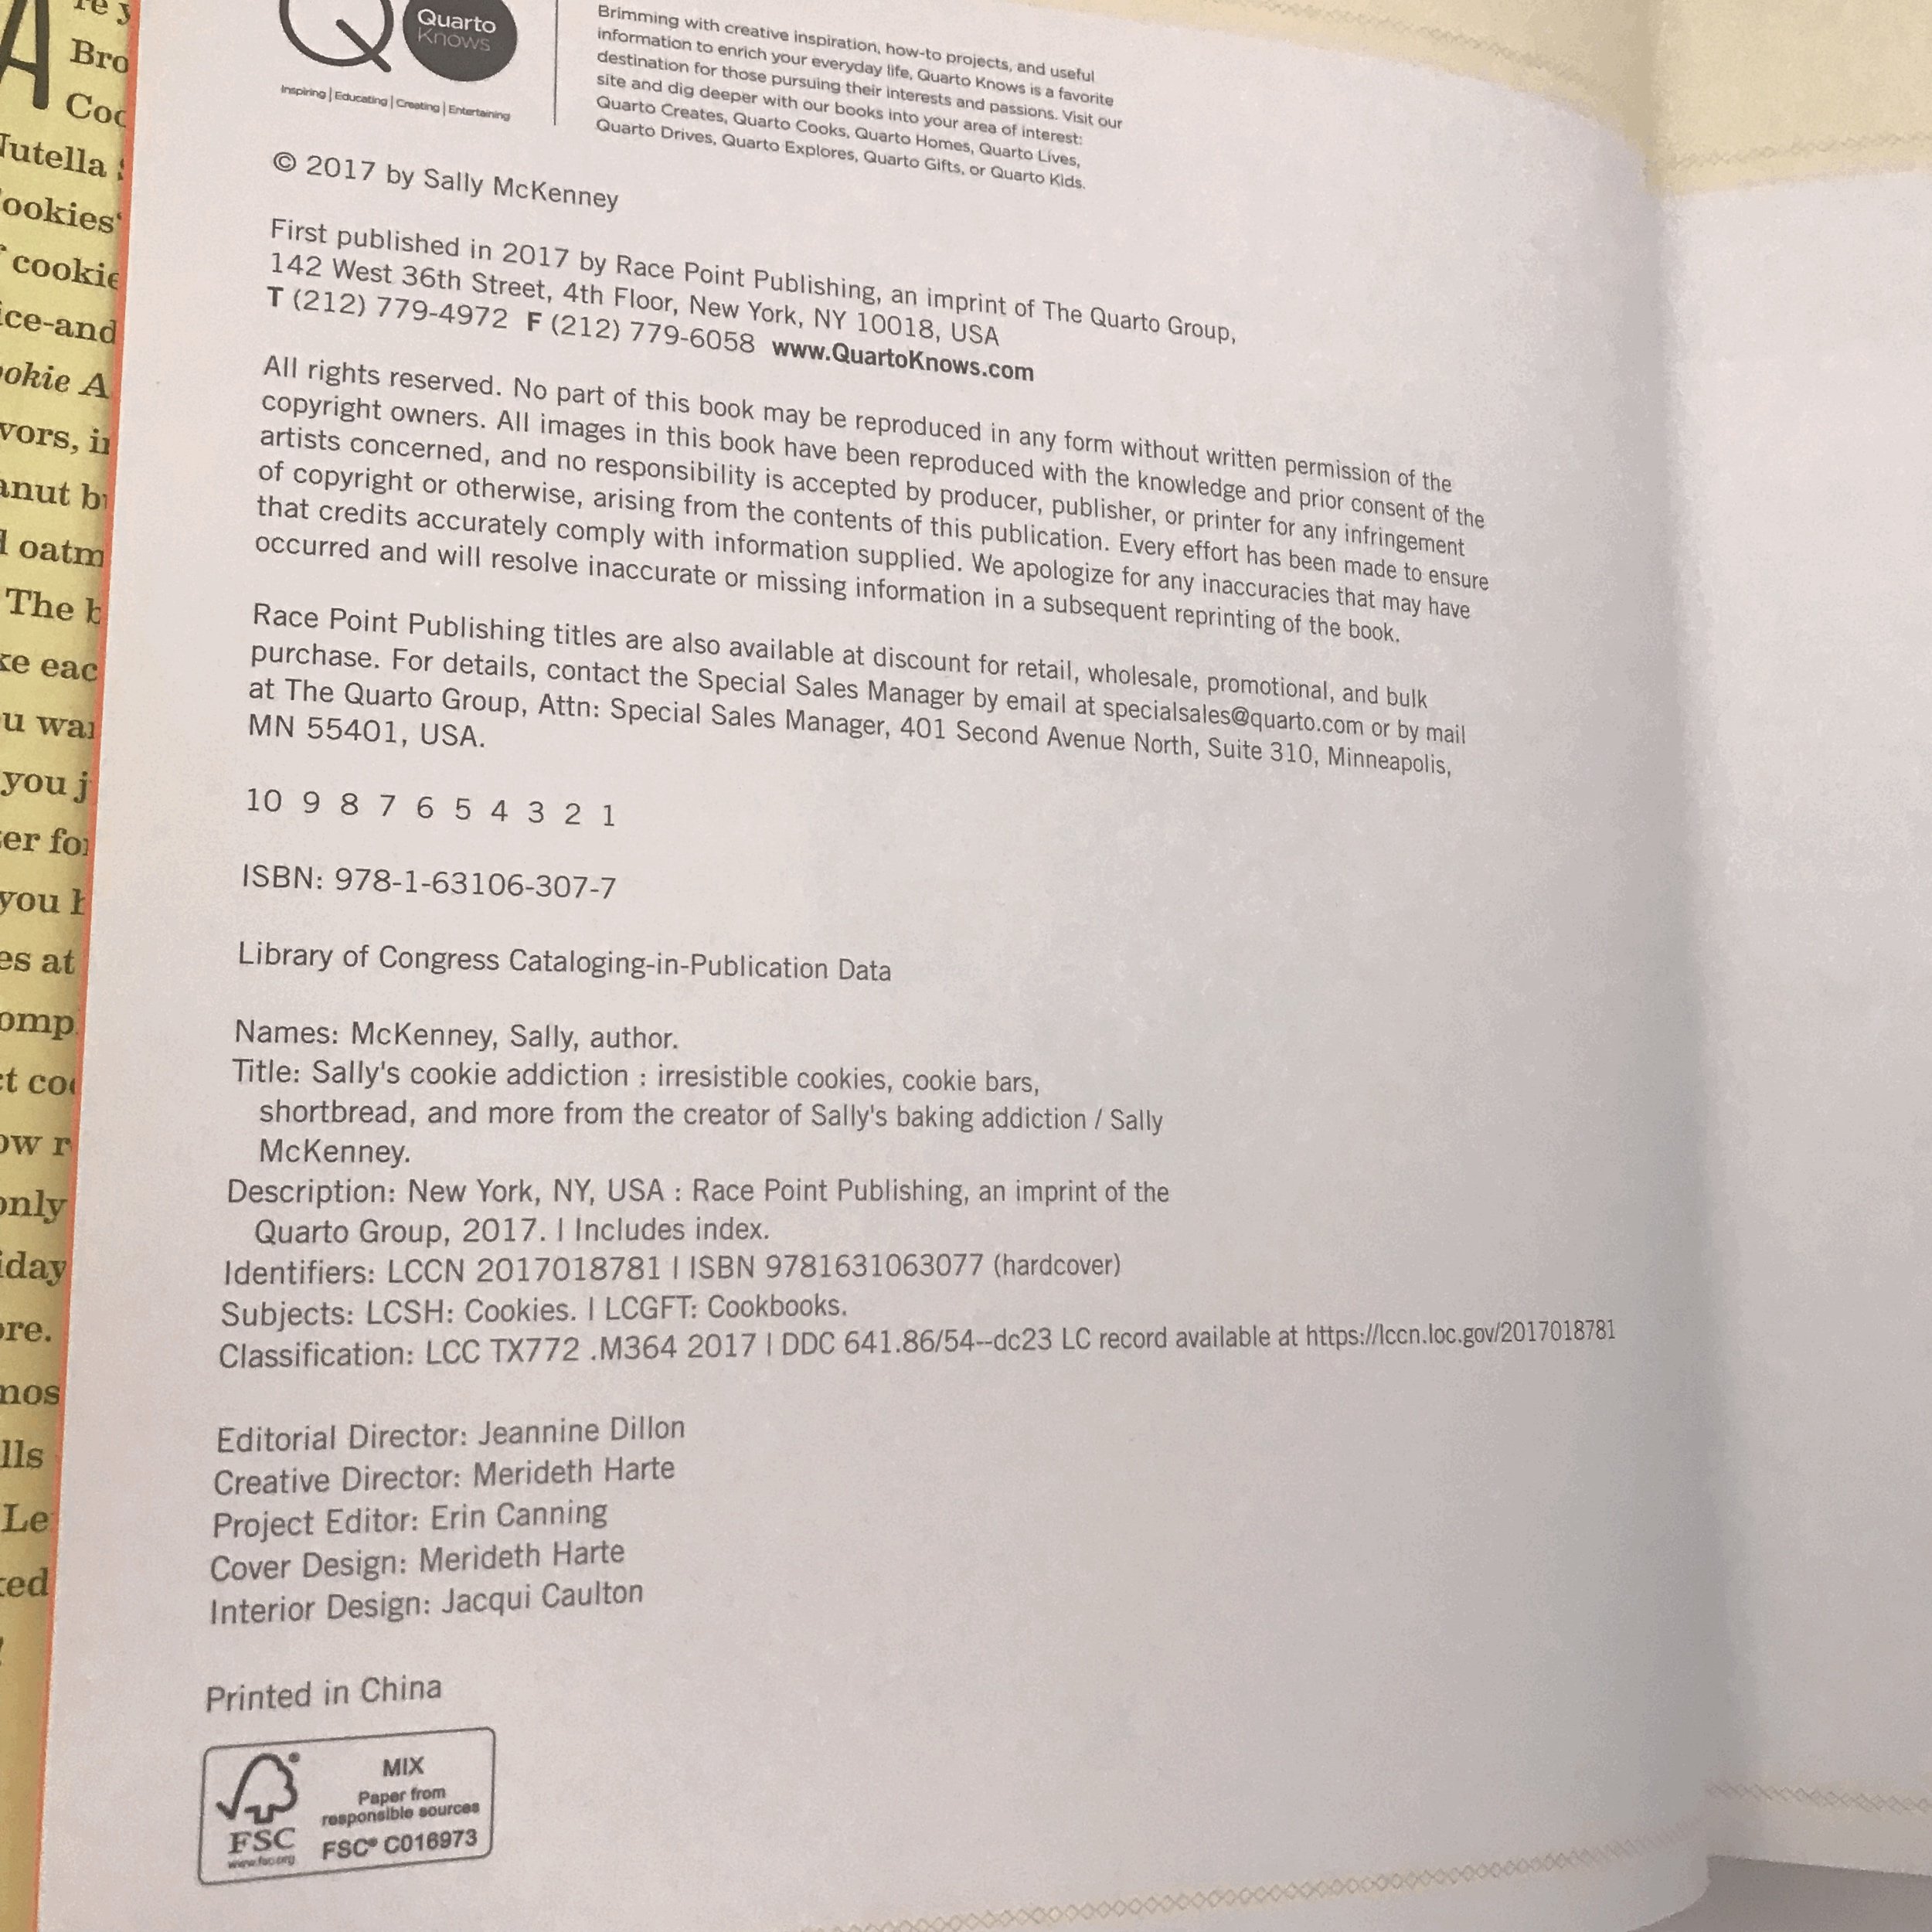 Quarto
Knows
Inspiring | Educating | Creating | Entertaining
Brimming with creative inspiration, how-to projects, and useful
information to enrich your everyday life, Quarto Knows is a favorite
destination for those pursuing their interests and passions. Visit our
site and dig deeper with our books into your area of interest:
Quarto Creates, Quarto Cooks, Quarto Homes, Quarto Lives,
Quarto Drives, Quarto Explores, Quarto Gifts, or Quarto Kids.
© 2017 by Sally McKenney
First published in 2017 by Race Point Publishing, an imprint of The Quarto Group,
142 West 36th Street, 4th Floor, New York, NY 10018, USA
T (212) 779-4972 F (212) 779-6058 www.QuartoKnows.com
All rights reserved. No part of this book may be reproduced in any form without written permission of the
copyright owners. All images in this book have been reproduced with the knowledge and prior consent of the
artists concerned, and no responsibility is accepted by producer, publisher, or printer for any infringement
of copyright or otherwise, arising from the contents of this publication. Every effort has been made to ensure
that credits accurately comply with information supplied. We apologize for any inaccuracies that may have
occurred and will resolve inaccurate or missing information in a subsequent reprinting of the book.
Race Point Publishing titles are also available at discount for retail, wholesale, promotional, and bulk
purchase. For details, contact the Special Sales Manager by email at specialsales@quarto.com or by mail
at The Quarto Group, Attn: Special Sales Manager, 401 Second Avenue North, Suite 310, Minneapolis,
MN 55401, USA.
10 9 8 7 6 5 4 3 2 1
ISBN: 978-1-63106-307-7
Library of Congress Cataloging-in-Publication Data
Names: McKenney, Sally, author.
Title: Sally's cookie addiction : irresistible cookies, cookie bars,
shortbread, and more from the creator of Sally's baking addiction / Sally
McKenney.
Description: New York, NY, USA : Race Point Publishing, an imprint of the
Quarto Group, 2017. | Includes index.
Identifiers: LCCN 2017018781 | ISBN 9781631063077 (hardcover)
Subjects: LCSH: Cookies. | LCGFT: Cookbooks.
Classification: LCC TX772 .M364 2017 | DDC 641.86/54--dc23 LC record available at https://lccn.loc.gov/2017018781
Editorial Director: Jeannine Dillon
Creative Director: Merideth Harte
Project Editor: Erin Canning
Cover Design: Merideth Harte
Interior Design: Jacqui Caulton
Printed in China
FSC
www.fsc.org
MIX
Paper from
responsible sources
FSC® C016973